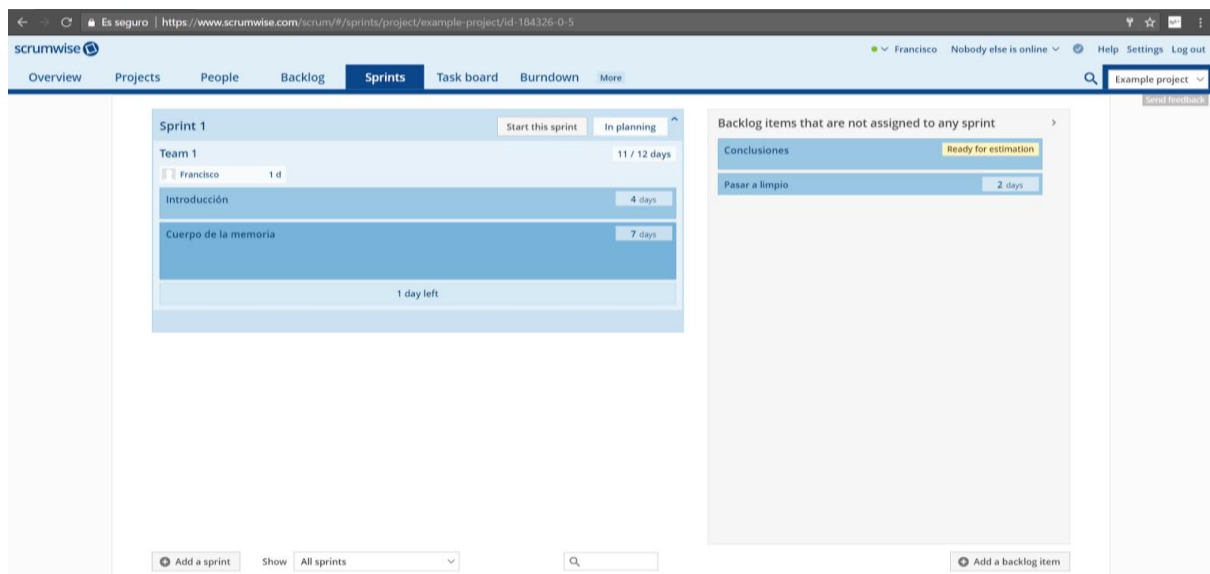 Es seguro | https://www.scrumwise.com/scrum/#/sprints/project/example-project/id-184326-0-5
scrumwise
Francisco Nobody else is online Help Settings Log out
Overview Projects People Backlog Sprints Task board Burndown More Example project
Send feedback
Sprint 1 Start this sprint In planning
Team 1 11 / 12 days
Francisco 1 d
Introducción 4 days
Cuerpo de la memoria 7 days
1 day left
Backlog items that are not assigned to any sprint
Conclusiones Ready for estimation
Pasar a limpio 2 days
Add a sprint Show All sprints Add a backlog item